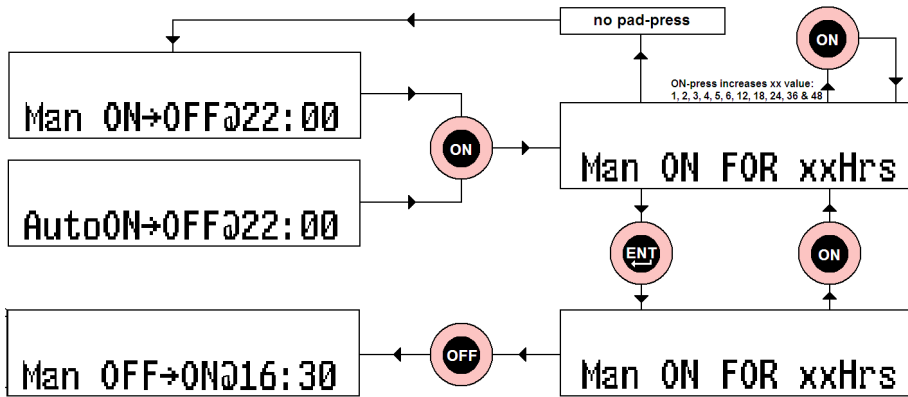 no pad-press
ON
ON-press increases xx value:
1, 2, 3, 4, 5, 6, 12, 18, 24, 36 & 48
Man ON→OFF@22:00
ON
Man ON FOR xxHrs
AutoON→OFF@22:00
ENT
ON
Man OFF→ON@16:30
OFF
Man ON FOR xxHrs